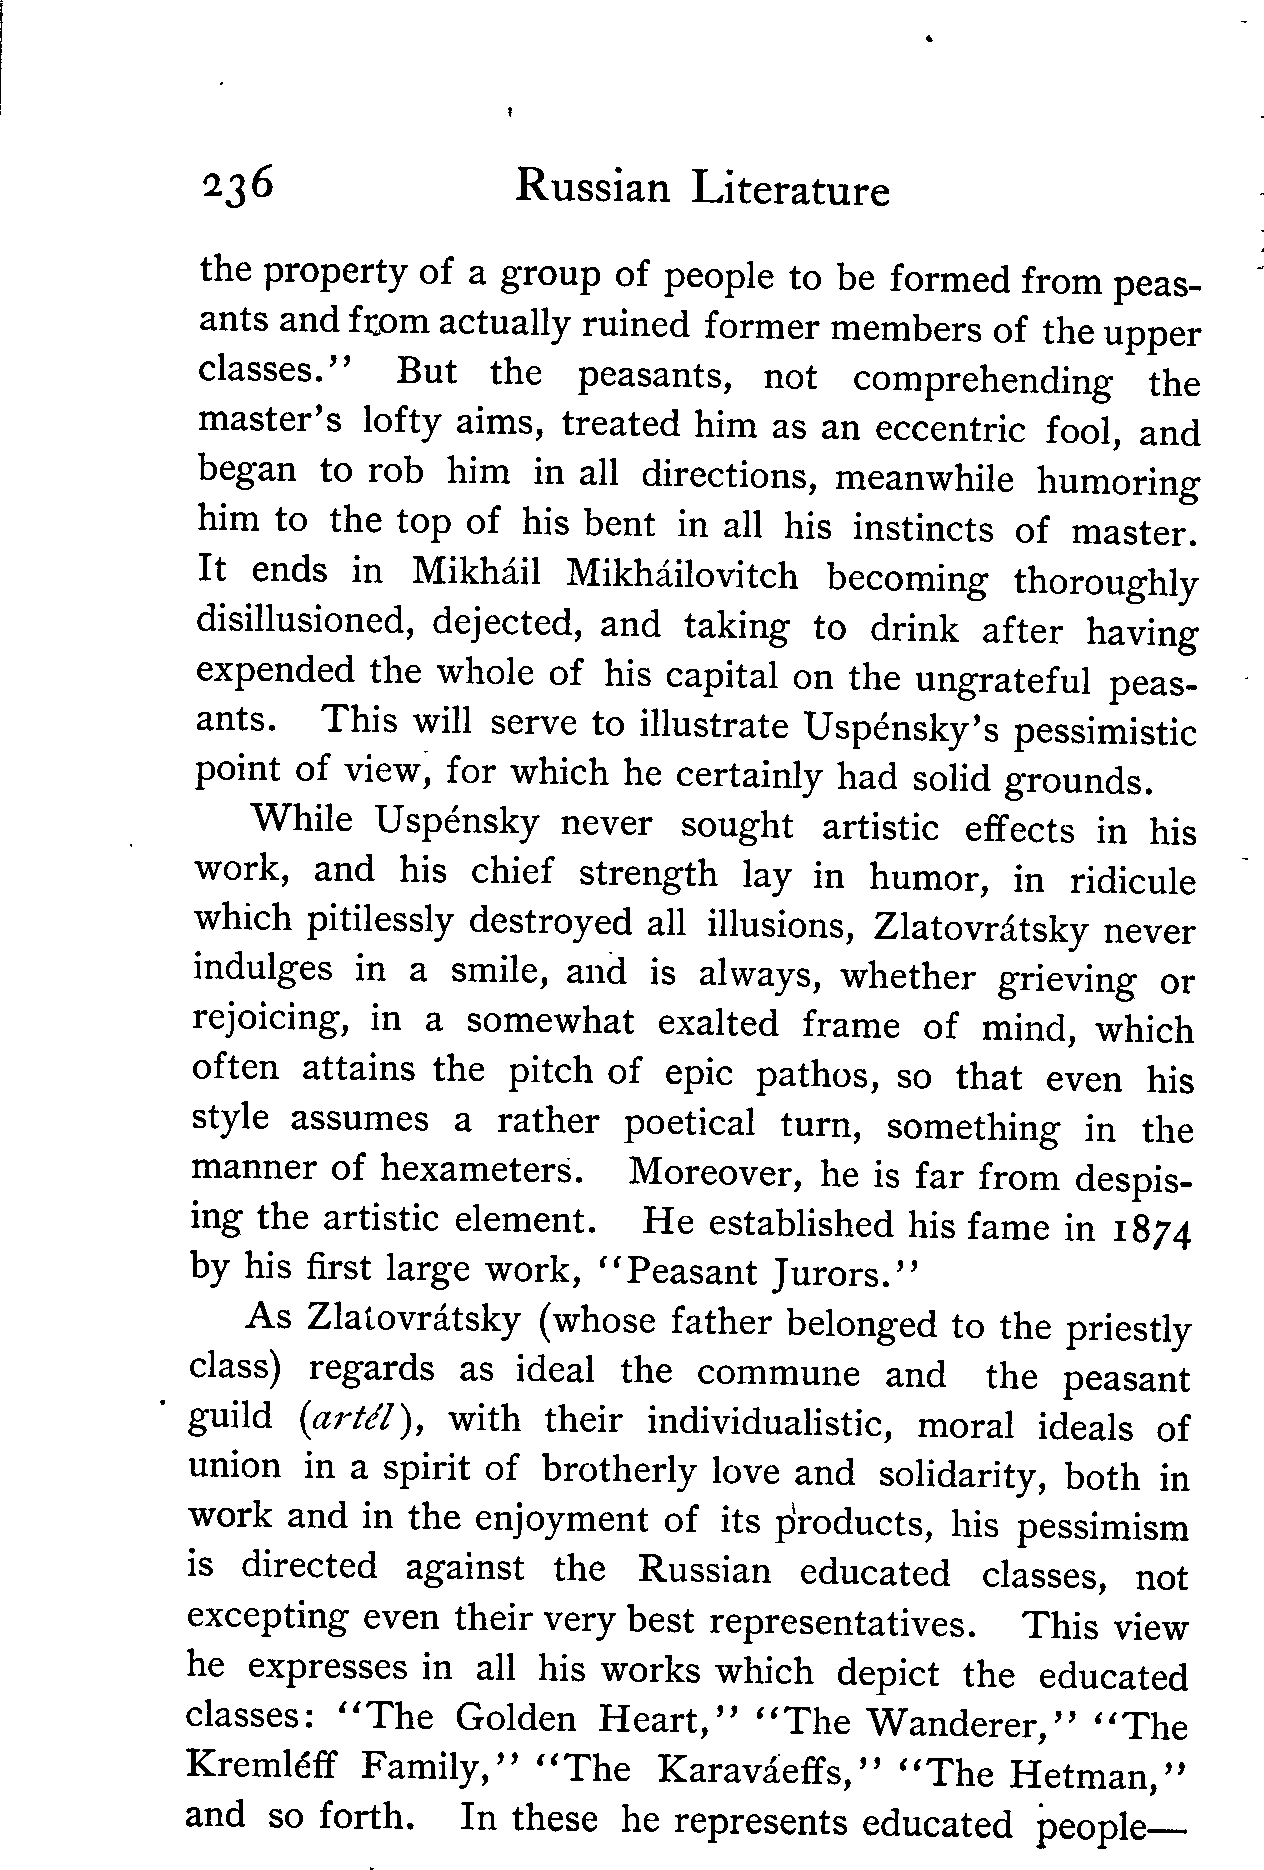 236 Russian Literature
the property of a group of people to be formed from peas-
ants and from actually ruined former members of the upper
classes." But the peasants, not comprehending the
master's lofty aims, treated him as an eccentric fool, and
began to rob him in all directions, meanwhile humoring
him to the top of his bent in all his instincts of master.
It ends in Mikháil Mikháilovitch becoming thoroughly
disillusioned, dejected, and taking to drink after having
expended the whole of his capital on the ungrateful peas-
ants. This will serve to illustrate Uspénsky's pessimistic
point of view, for which he certainly had solid grounds.
While Uspénsky never sought artistic effects in his
work, and his chief strength lay in humor, in ridicule
which pitilessly destroyed all illusions, Zlatovrátsky never
indulges in a smile, and is always, whether grieving or
rejoicing, in a somewhat exalted frame of mind, which
often attains the pitch of epic pathos, so that even his
style assumes a rather poetical turn, something in the
manner of hexameters. Moreover, he is far from despis-
ing the artistic element. He established his fame in 1874
by his first large work, "Peasant Jurors."
As Zlatovrátsky (whose father belonged to the priestly
class) regards as ideal the commune and the peasant
guild (artél), with their individualistic, moral ideals of
union in a spirit of brotherly love and solidarity, both in
work and in the enjoyment of its products, his pessimism
is directed against the Russian educated classes, not
excepting even their very best representatives. This view
he expresses in all his works which depict the educated
classes: "The Golden Heart," "The Wanderer," "The
Kremléff Family," "The Karaváeffs," "The Hetman,"
and so forth. In these he represents educated people—